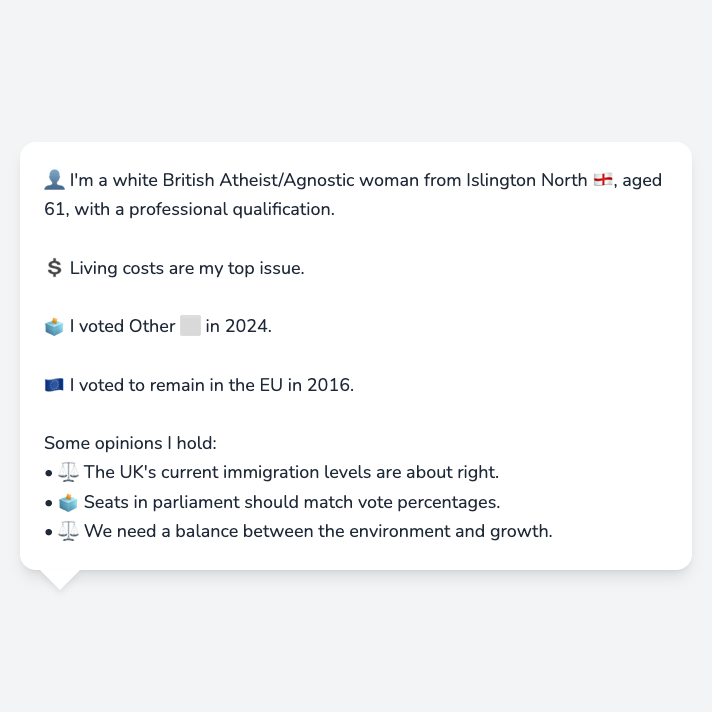 👤 I'm a white British Atheist/Agnostic woman from Islington North 🏴󠁧󠁢󠁥󠁮󠁧󠁿, aged
61, with a professional qualification.
💲 Living costs are my top issue.
🗳️ I voted Other ⬜ in 2024.
🇪🇺 I voted to remain in the EU in 2016.
Some opinions I hold:
• ⚖️ The UK's current immigration levels are about right.
• 🗳️ Seats in parliament should match vote percentages.
• ⚖️ We need a balance between the environment and growth.